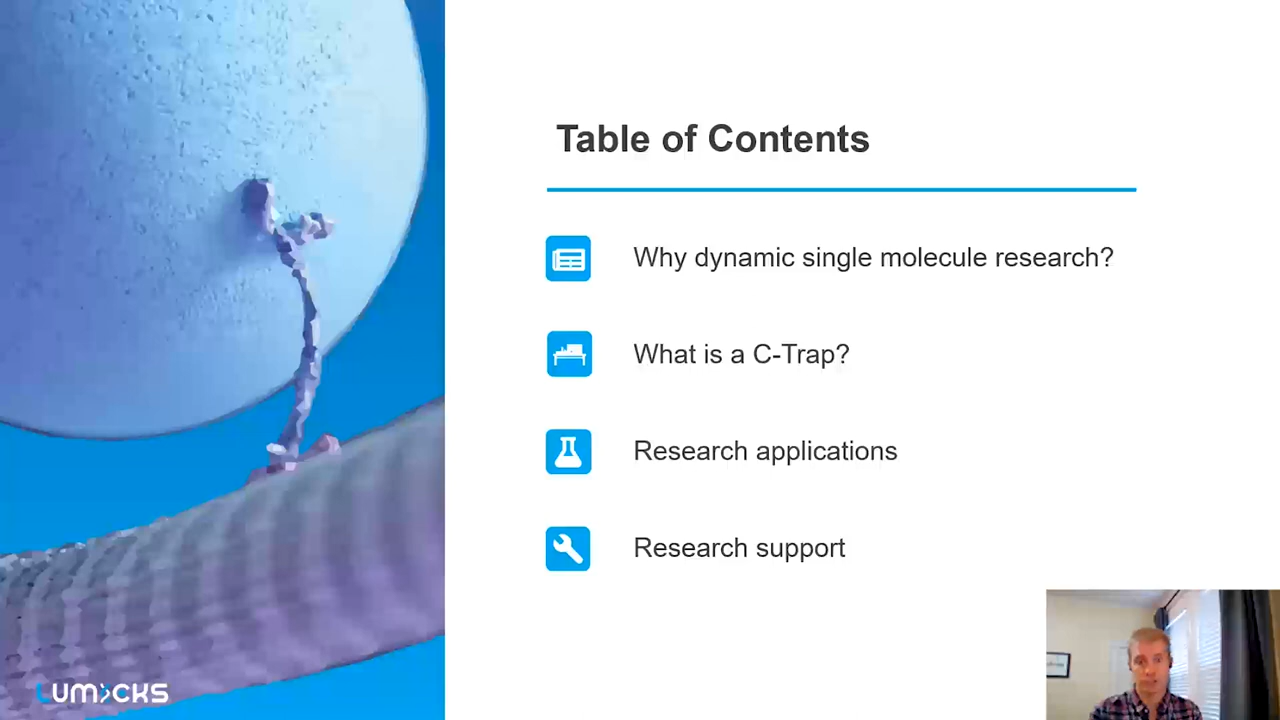 Table of Contents
Why dynamic single molecule research?
What is a C-Trap?
Research applications
Research support
LUMICKS